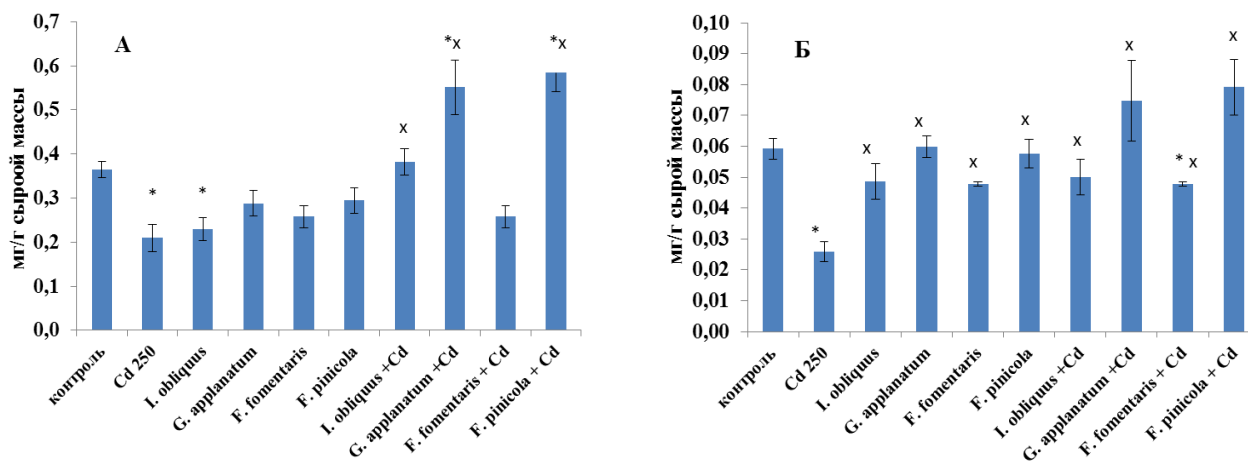 А
мг/г сыроой массы
0,7
0,6
0,5
0,4
0,3
0,2
0,1
0,0
*
*
х
*х
*х
контроль
Cd 250
I. obliquus
G. applanatum
F. fomentaris
F. pinicola
I. obliquus +Cd
G. applanatum +Cd
F. fomentaris + Cd
F. pinicola + Cd
Б
мг/г сырой массы
0,10
0,09
0,08
0,07
0,06
0,05
0,04
0,03
0,02
0,01
0,00
*
х
х
х
х
х
х
* х
х
контроль
Cd 250
I. obliquus
G. applanatum
F. fomentaris
F. pinicola
I. obliquus +Cd
G. applanatum +Cd
F. fomentaris + Cd
F. pinicola + Cd